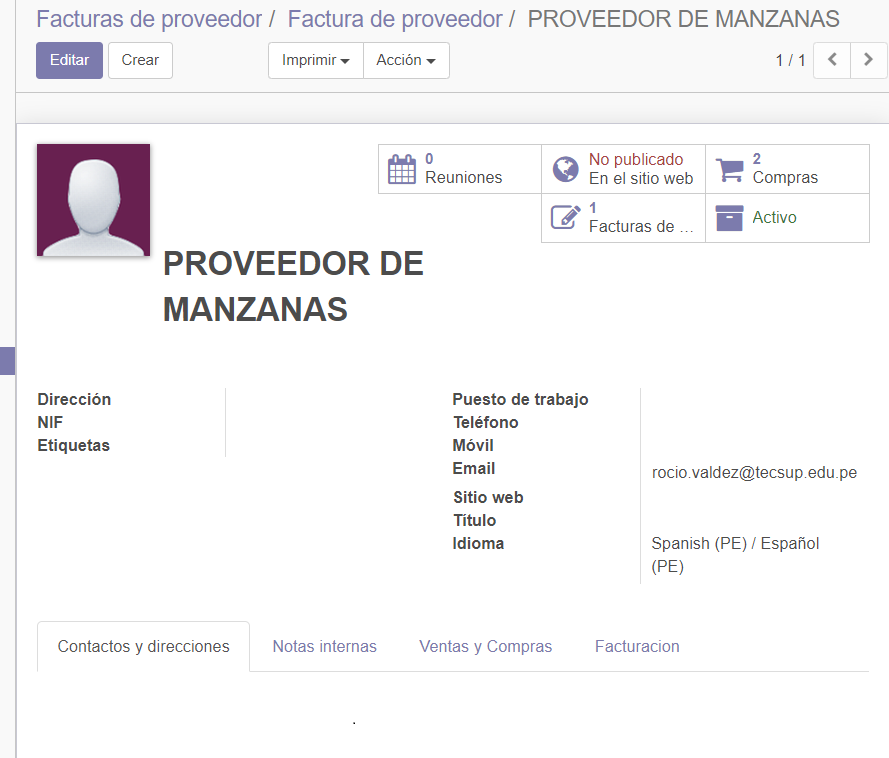 Facturas de proveedor / Factura de proveedor / PROVEEDOR DE MANZANAS
Editar Crear Imprimir Acción 1 / 1
0
Reuniones
No publicado
En el sitio web
2
Compras
1
Facturas de ...
Activo
PROVEEDOR DE
MANZANAS
Dirección
NIF
Etiquetas
Puesto de trabajo
Teléfono
Móvil
Email rocio.valdez@tecsup.edu.pe
Sitio web
Título
Idioma Spanish (PE) / Español
(PE)
Contactos y direcciones Notas internas Ventas y Compras Facturacion
.